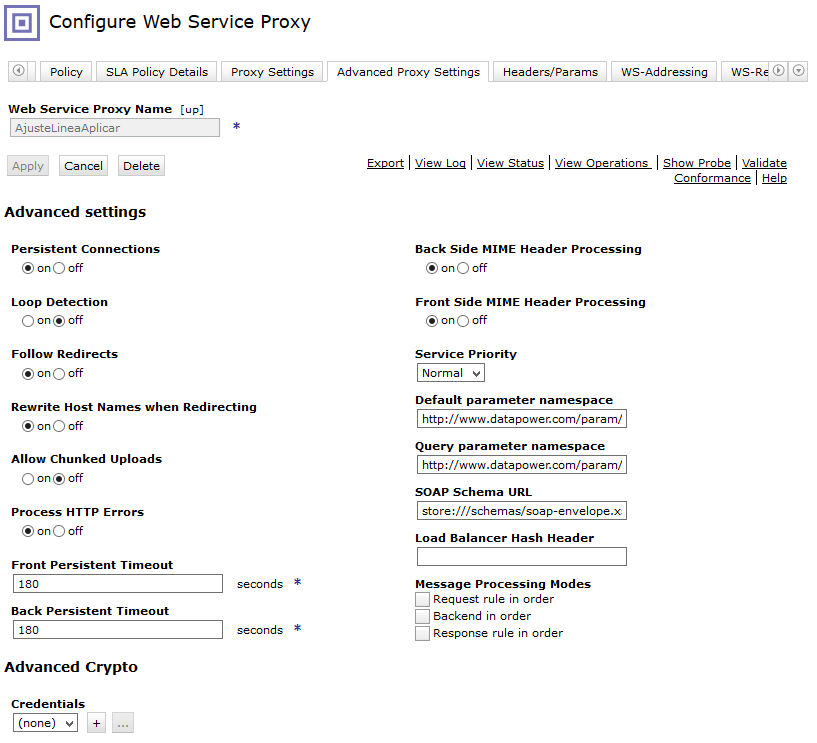 Configure Web Service Proxy
Policy SLA Policy Details Proxy Settings Advanced Proxy Settings Headers/Params WS-Addressing WS-Re
Web Service Proxy Name [up]
AjusteLineaAplicar *
Apply Cancel Delete
Export View Log View Status View Operations Show Probe Validate
Conformance Help
Advanced settings
Persistent Connections
on off
Loop Detection
on off
Follow Redirects
on off
Rewrite Host Names when Redirecting
on off
Allow Chunked Uploads
on off
Process HTTP Errors
on off
Front Persistent Timeout
180 seconds *
Back Persistent Timeout
180 seconds *
Back Side MIME Header Processing
on off
Front Side MIME Header Processing
on off
Service Priority
Normal
Default parameter namespace
http://www.datapower.com/param/
Query parameter namespace
http://www.datapower.com/param/
SOAP Schema URL
store:///schemas/soap-envelope.x
Load Balancer Hash Header
Message Processing Modes
Request rule in order
Backend in order
Response rule in order
Advanced Crypto
Credentials
(none) + ...